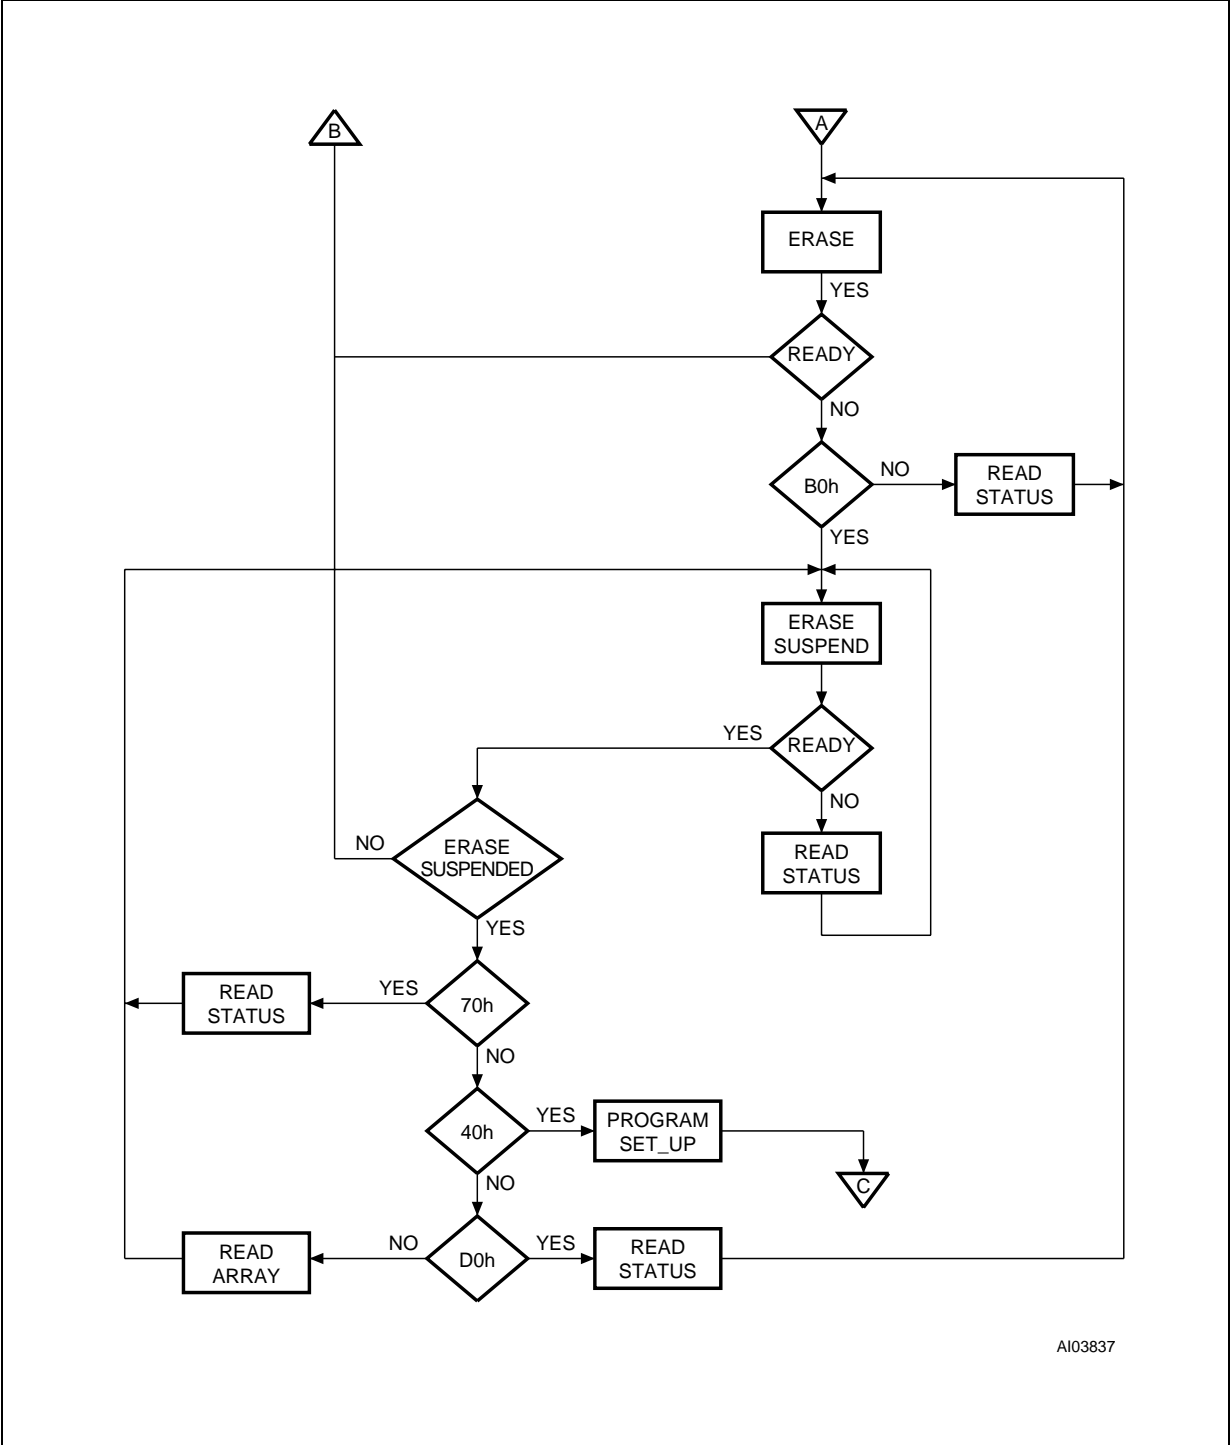 B
A
ERASE
YES
READY
NO
B0h
NO
READ
STATUS
YES
ERASE
SUSPEND
YES
READY
NO
NO
ERASE
SUSPENDED
READ
STATUS
YES
READ
STATUS
YES
70h
NO
40h
YES
PROGRAM
SET_UP
NO
C
READ
ARRAY
NO
D0h
YES
READ
STATUS
AI03837